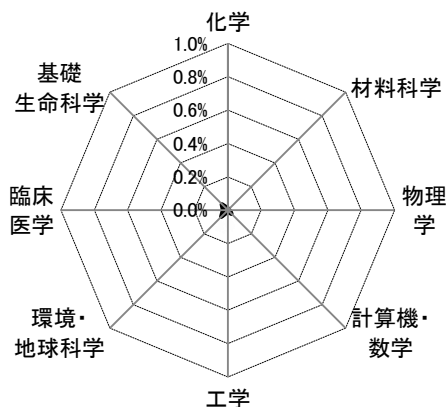 化学
1.0%
0.8%
0.6%
0.4%
0.2%
0.0%
材料科学
物理
学
計算機・
数学
工学
環境・
地球科学
臨床
医学
基礎
生命科学